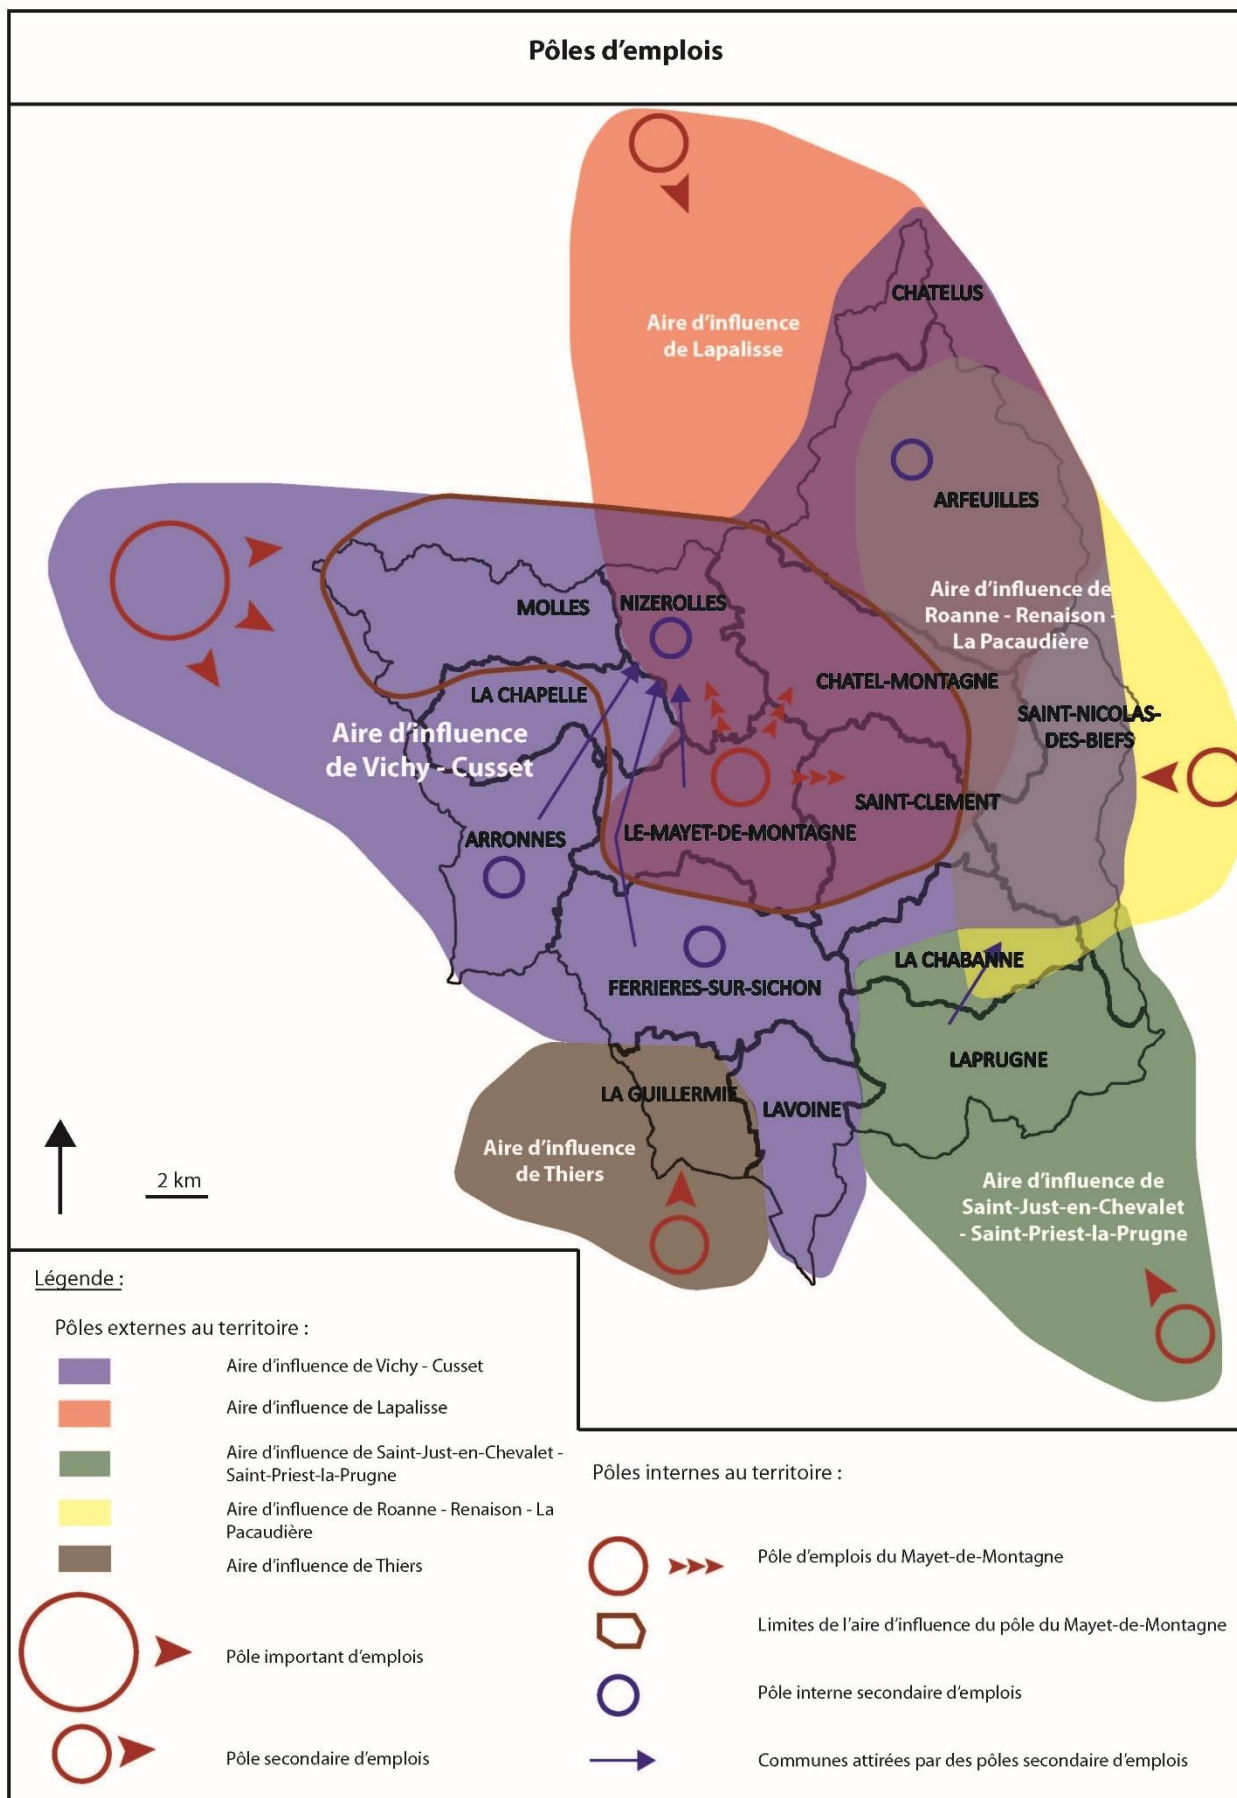 Pôles d'emplois
CHATELUS
Aire d'influence
de Lapalisse
ARFEUILLES
Aire d'influence de
Roanne - Renaison -
La Pacaudière
MOLLES
NIZEROLLES
LA CHAPELLE
CHATEL-MONTAGNE
SAINT-NICOLAS-
DES-BIEFS
Aire d'influence
de Vichy - Cusset
SAINT-CLEMENT
ARRONNES
LE-MAYET-DE-MONTAGNE
LA CHABANNE
FERRIERES-SUR-SICHON
LAPRUGNE
LA GUILLERMIE
LAVOINE
Aire d'influence
de Thiers
Aire d'influence de
Saint-Just-en-Chevalet
- Saint-Priest-la-Prugne
2 km
Légende :
Pôles externes au territoire :
Aire d'influence de Vichy - Cusset
Aire d'influence de Lapalisse
Aire d'influence de Saint-Just-en-Chevalet -
Saint-Priest-la-Prugne
Aire d'influence de Roanne - Renaison - La
Pacaudière
Aire d'influence de Thiers
Pôle important d'emplois
Pôle secondaire d'emplois
Pôles internes au territoire :
Pôle d'emplois du Mayet-de-Montagne
Limites de l'aire d'influence du pôle du Mayet-de-Montagne
Pôle interne secondaire d'emplois
Communes attirées par des pôles secondaire d'emplois